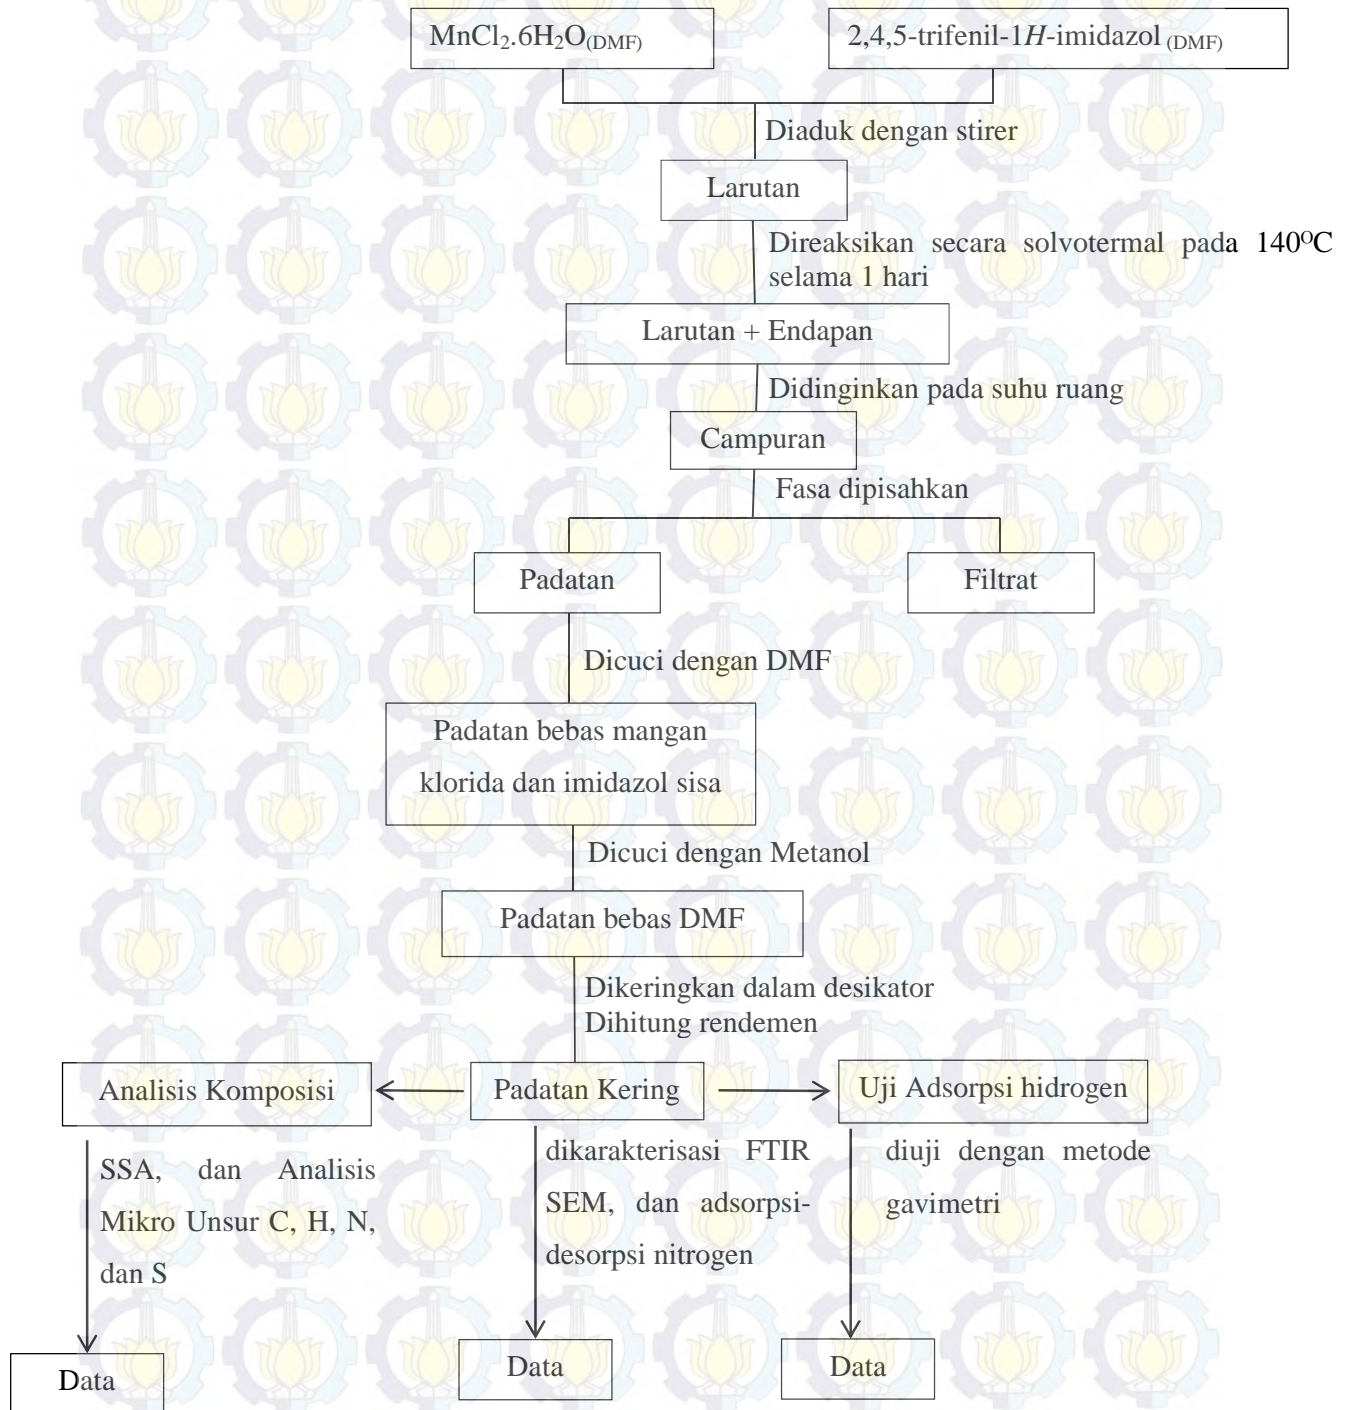 MnCl₂.6H₂O(DMF)
2,4,5-trifenil-1H-imidazol (DMF)
Diaduk dengan stirer
Larutan
Direaksikan secara solvotermal pada 140ᴼC
selama 1 hari
Larutan + Endapan
Didinginkan pada suhu ruang
Campuran
Fasa dipisahkan
Padatan
Filtrat
Dicuci dengan DMF
Padatan bebas mangan
klorida dan imidazol sisa
Dicuci dengan Metanol
Padatan bebas DMF
Dikeringkan dalam desikator
Dihitung rendemen
Analisis Komposisi
Padatan Kering
Uji Adsorpsi hidrogen
SSA, dan Analisis
Mikro Unsur C, H, N,
dan S
dikarakterisasi FTIR
SEM, dan adsorpsi-
desorpsi nitrogen
diuji dengan metode
gavimetri
Data
Data
Data